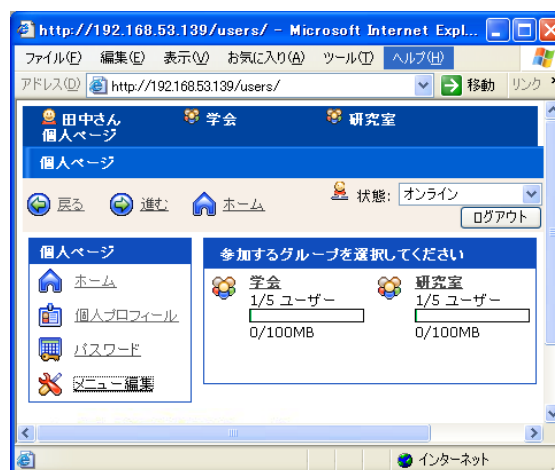 http://192.168.53.139/users/ - Microsoft Internet Expl...
ファイル(F) 編集(E) 表示(V) お気に入り(A) ツール(T) ヘルプ(H)
アドレス(D) http://192.168.53.139/users/ 移動 リンク »
田中さん 学会 研究室
個人ページ
個人ページ
戻る 進む ホーム 状態: オンライン
ログアウト
個人ページ 参加するグループを選択してください
ホーム 学会 研究室
1/5 ユーザー 1/5 ユーザー
個人プロフィール
0/100MB 0/100MB
パスワード
メニュー編集
インターネット